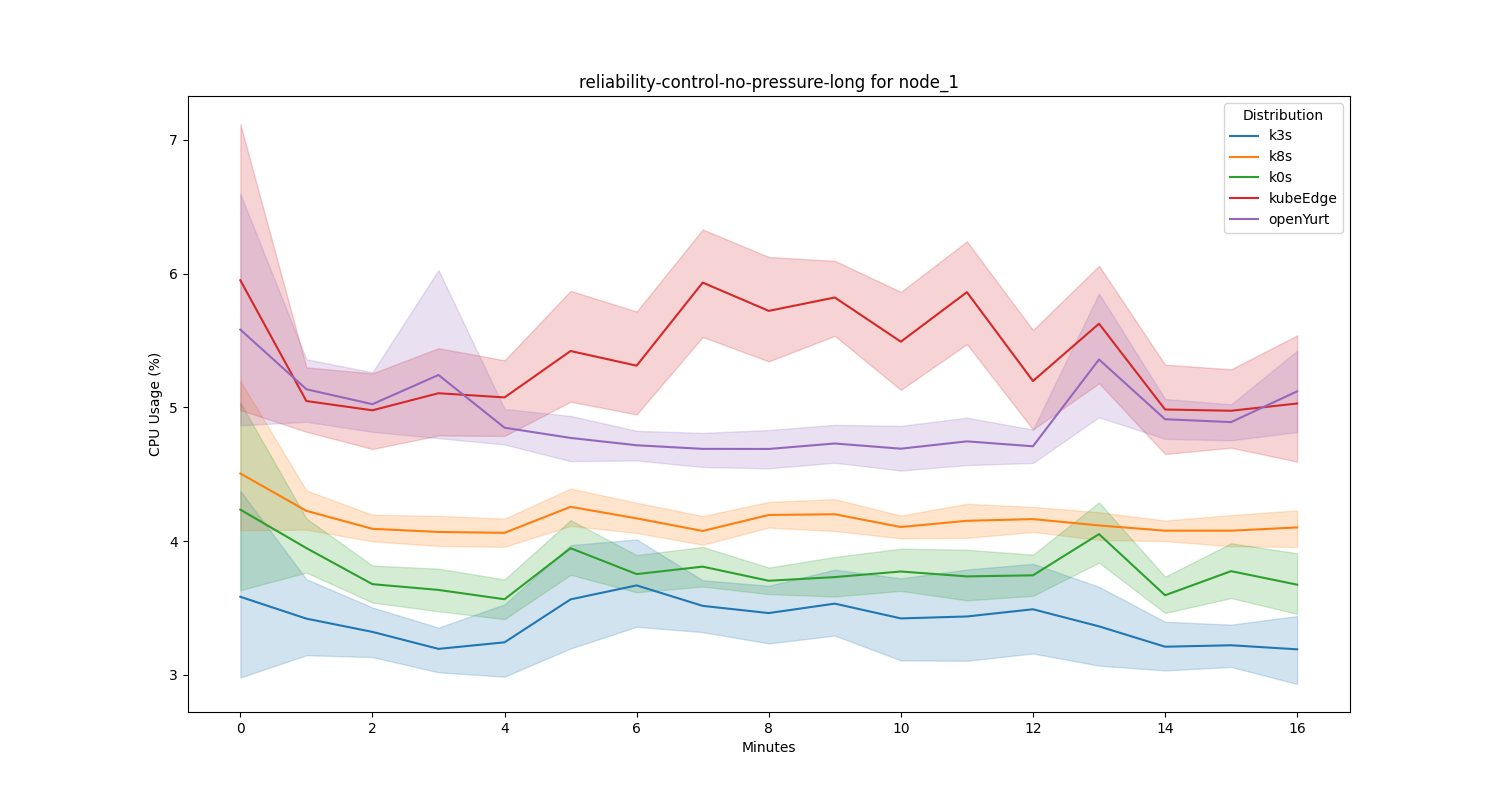 reliability-control-no-pressure-long for node_1
Distribution
k3s
k8s
k0s
kubeEdge
openYurt
CPU Usage (%)
7
6
5
4
3
0 2 4 6 8 10 12 14 16
Minutes